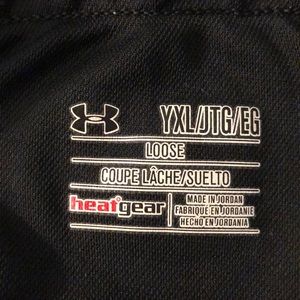 YXL/JTG/EG
LOOSE
COUPE LÂCHE/SUELTO
heatgear
MADE IN JORDAN
FABRIQUÉ EN JORDANIE
HECHO EN JORDANIA